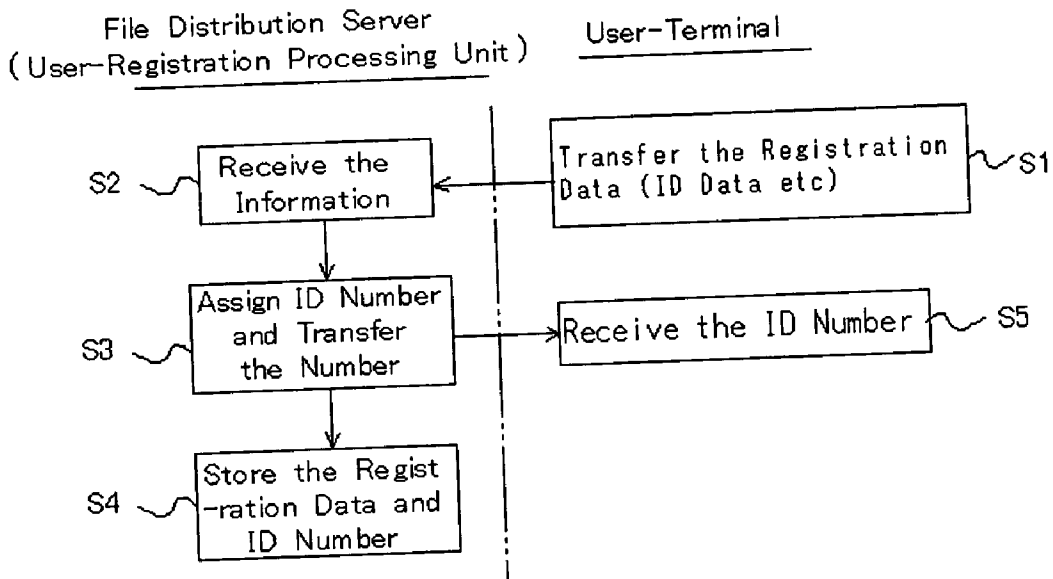 File Distribution Server
(User-Registration Processing Unit)
User-Terminal
S2
Receive the
Information
Transfer the Registration
Data (ID Data etc)
S1
S3
Assign ID Number
and Transfer
the Number
Receive the ID Number
S5
S4
Store the Regist
-ration Data and
ID Number